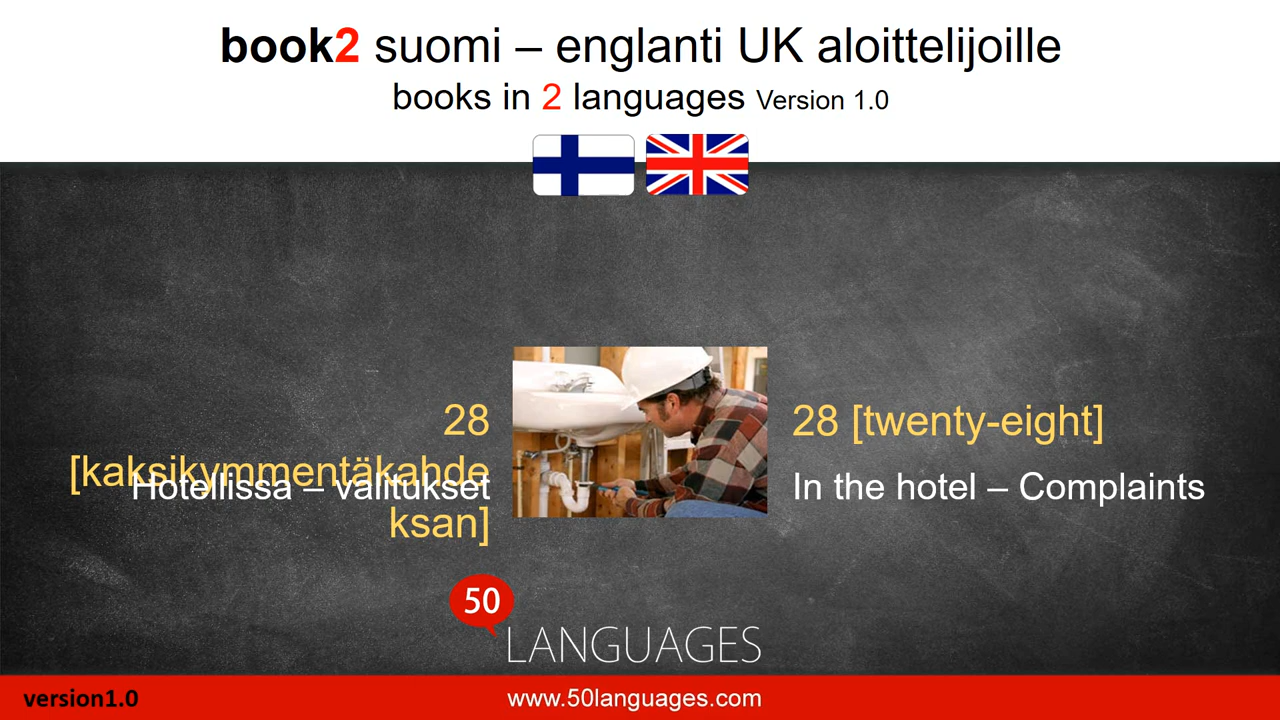 book2 suomi – englanti UK aloittelijoille
books in 2 languages Version 1.0
28
[kaksikymmentäkahde
ksan]
Hotellissa – valitukset
28 [twenty-eight]
In the hotel – Complaints
50
LANGUAGES
version1.0
www.50languages.com